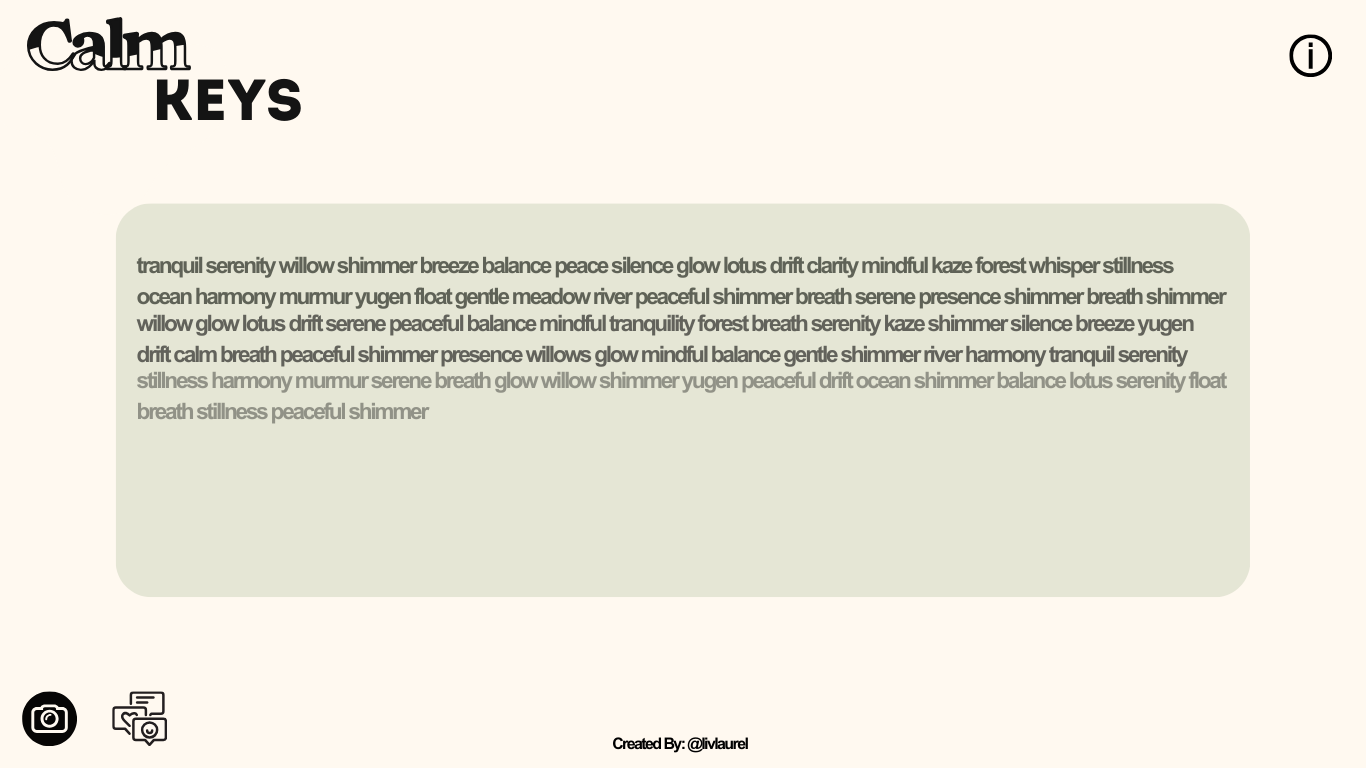 Calm
KEYS
tranquil serenity willow shimmer breeze balance peace silence glow lotus drift clarity mindful kaze forest whisper stillness
ocean harmony murmur yugen float gentle meadow river peaceful shimmer breath serene presence shimmer breath shimmer
willow glow lotus drift serene peaceful balance mindful tranquility forest breath serenity kaze shimmer silence breeze yugen
drift calm breath peaceful shimmer presence willows glow mindful balance gentle shimmer river harmony tranquil serenity
stillness harmony murmur serene breath glow willow shimmer yugen peaceful drift ocean shimmer balance lotus serenity float
breath stillness peaceful shimmer
Created By: @livlaurel